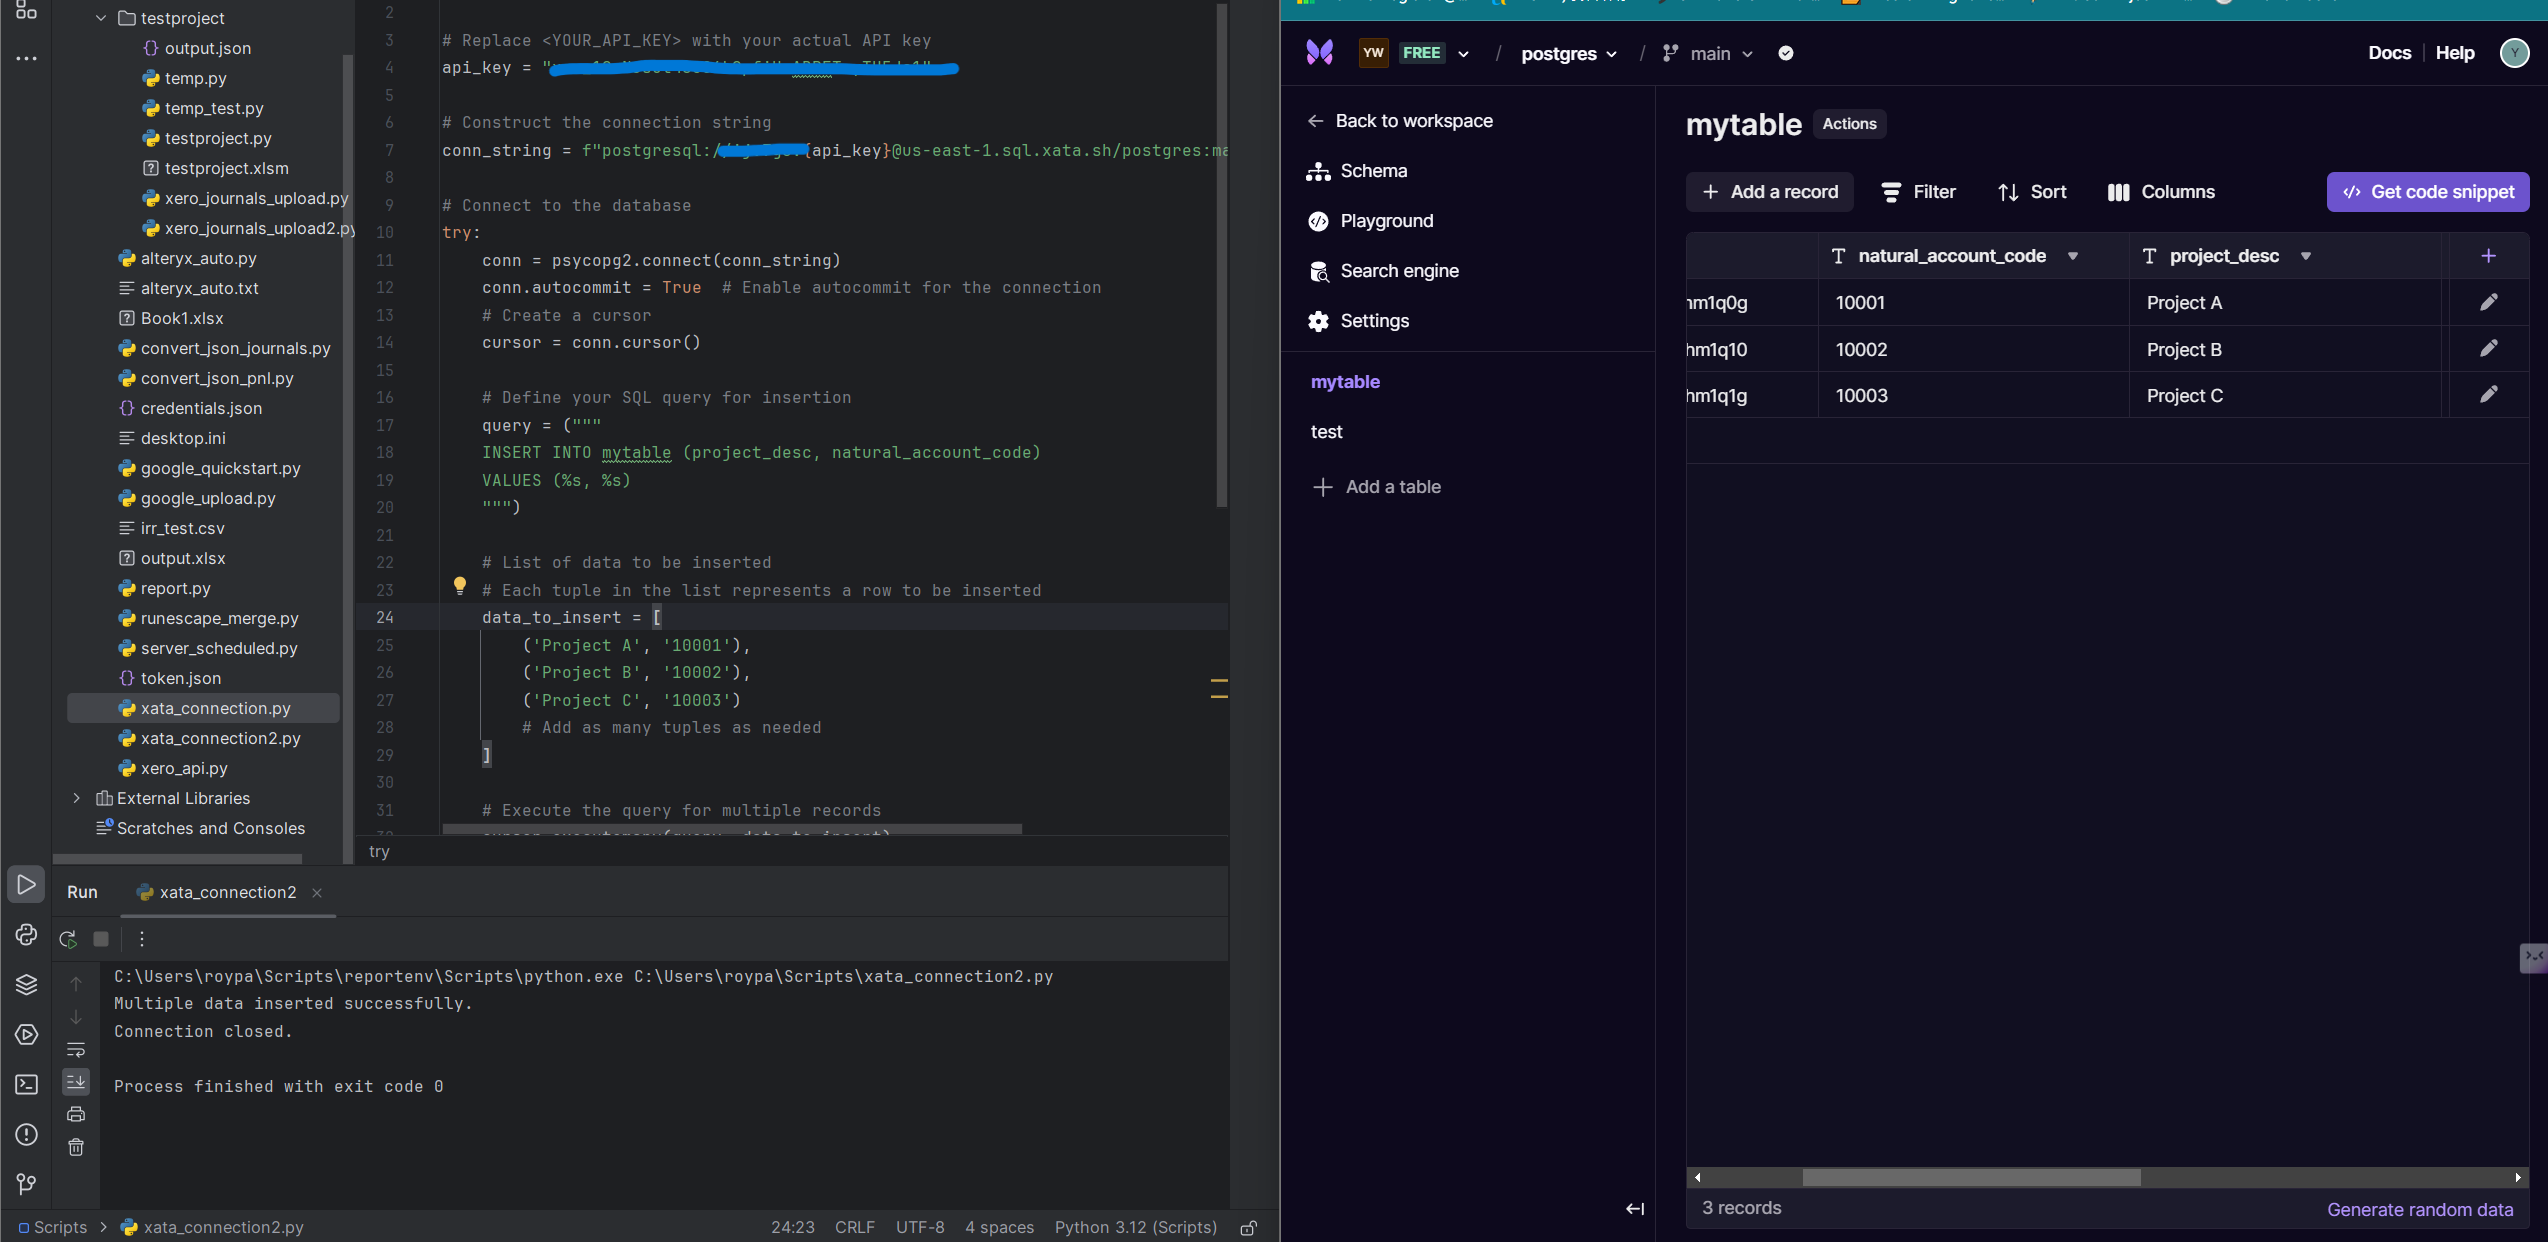 testproject
output.json
temp.py
temp_test.py
testproject.py
testproject.xlsm
xero_journals_upload.py
xero_journals_upload2.py
alteryx_auto.py
alteryx_auto.txt
Book1.xlsx
convert_json_journals.py
convert_json_pnl.py
credentials.json
desktop.ini
google_quickstart.py
google_upload.py
irr_test.csv
output.xlsx
report.py
runescape_merge.py
server_scheduled.py
token.json
xata_connection.py
xata_connection2.py
xero_api.py
External Libraries
Scratches and Consoles
2
3 # Replace <YOUR_API_KEY> with your actual API key
4 api_key = "
5
6 # Construct the connection string
7 conn_string = f"postgresql:/ {api_key}@us-east-1.sql.xata.sh/postgres:ma
8
9 # Connect to the database
10 try:
11 conn = psycopg2.connect(conn_string)
12 conn.autocommit = True # Enable autocommit for the connection
13 # Create a cursor
14 cursor = conn.cursor()
15
16 # Define your SQL query for insertion
17 query = ("""
18 INSERT INTO mytable (project_desc, natural_account_code)
19 VALUES (%s, %s)
20 """)
21
22 # List of data to be inserted
23 # Each tuple in the list represents a row to be inserted
24 data_to_insert = [
25 ('Project A', '10001'),
26 ('Project B', '10002'),
27 ('Project C', '10003')
28 # Add as many tuples as needed
29 ]
30
31 # Execute the query for multiple records
try
Run xata_connection2
C:\Users\roypa\Scripts\reportenv\Scripts\python.exe C:\Users\roypa\Scripts\xata_connection2.py
Multiple data inserted successfully.
Connection closed.
Process finished with exit code 0
Scripts > xata_connection2.py 24:23 CRLF UTF-8 4 spaces Python 3.12 (Scripts)
YW FREE / postgres / main Docs Help Y
Back to workspace
Schema
Playground
Search engine
Settings
mytable
test
Add a table
mytable Actions
Add a record Filter Sort Columns Get code snippet
natural_account_code project_desc
hm1q0g 10001 Project A
hm1q10 10002 Project B
hm1q1g 10003 Project C
3 records Generate random data